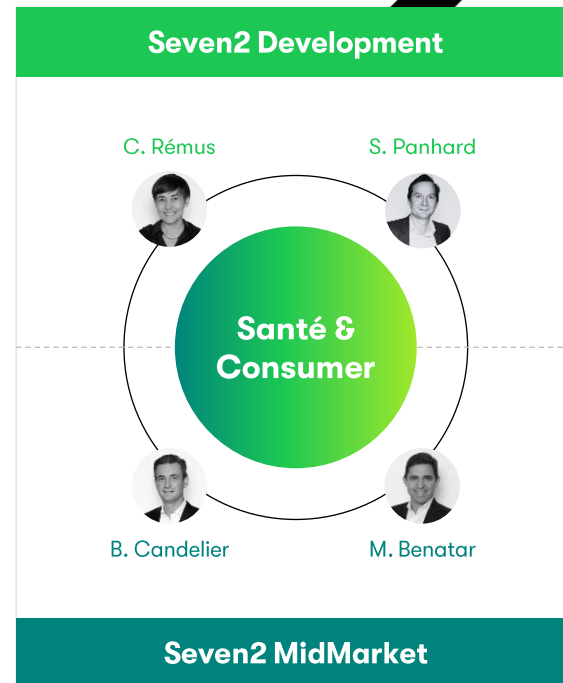 Seven2 Development
C. Rémus
S. Panhard
Santé &
Consumer
B. Candelier
M. Benatar
Seven2 MidMarket